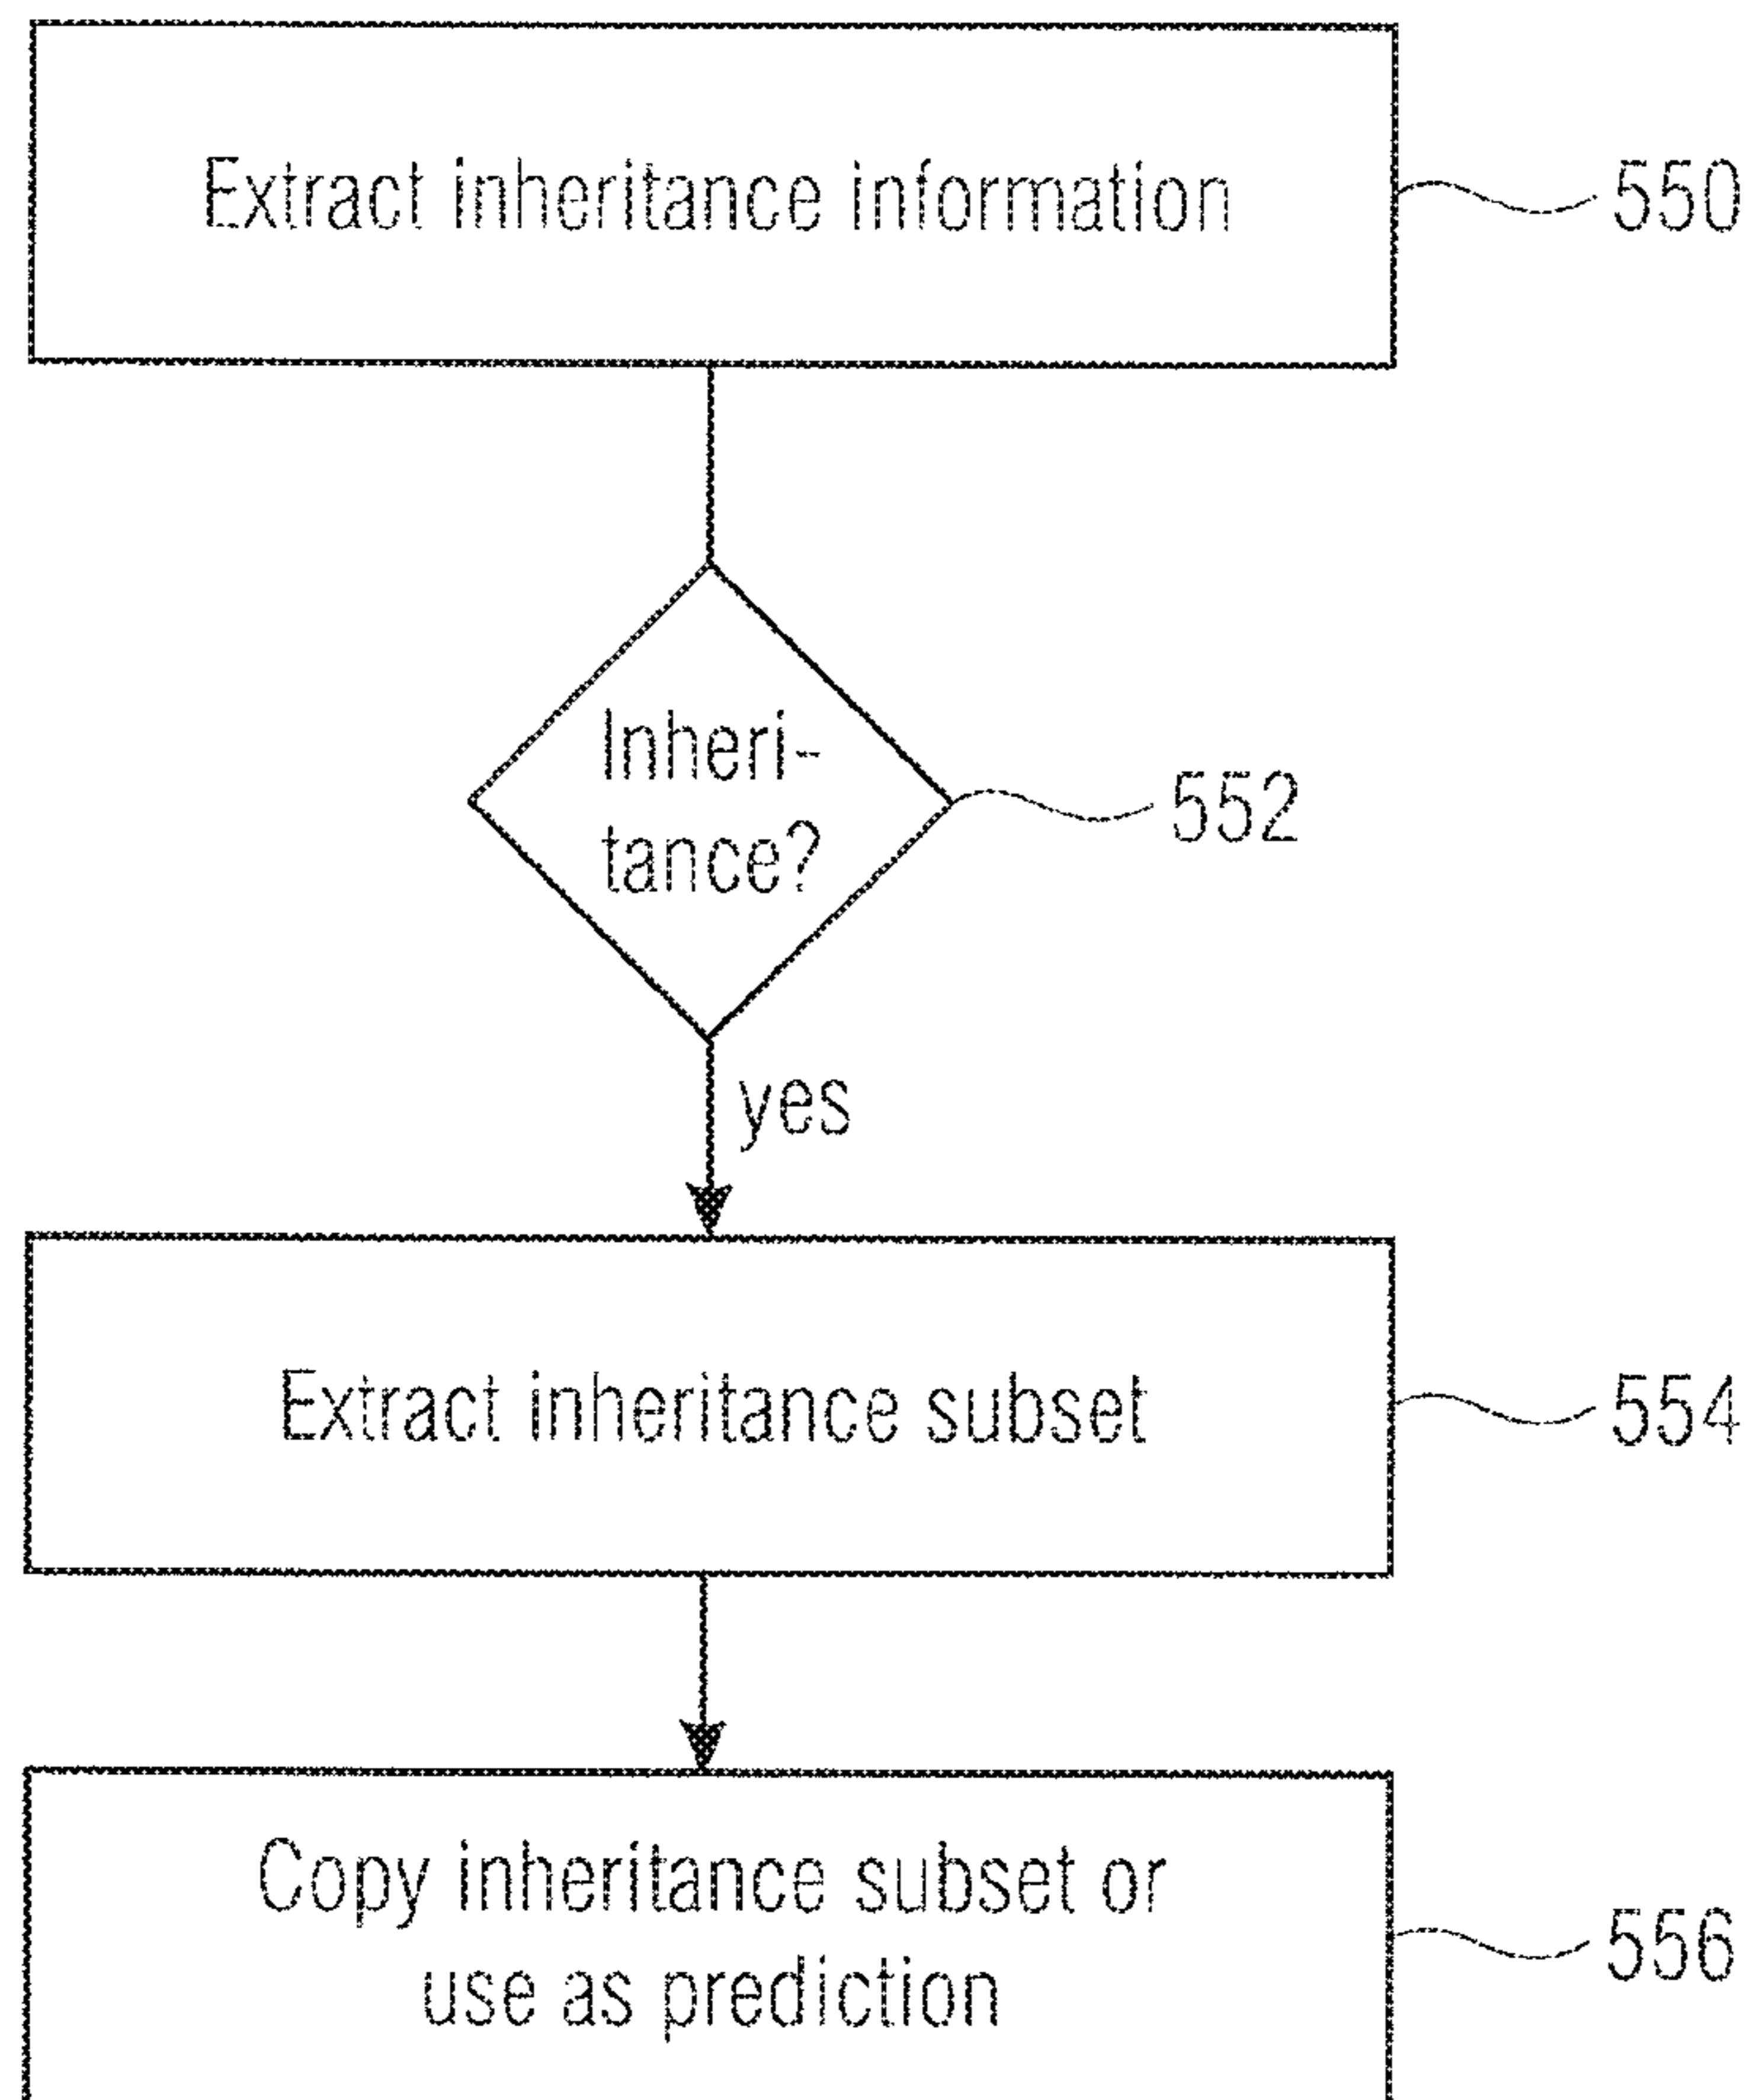 Extract inheritance information
550
Inheri-
tance?
552
yes
Extract inheritance subset
554
Copy inheritance subset or
use as prediction
556